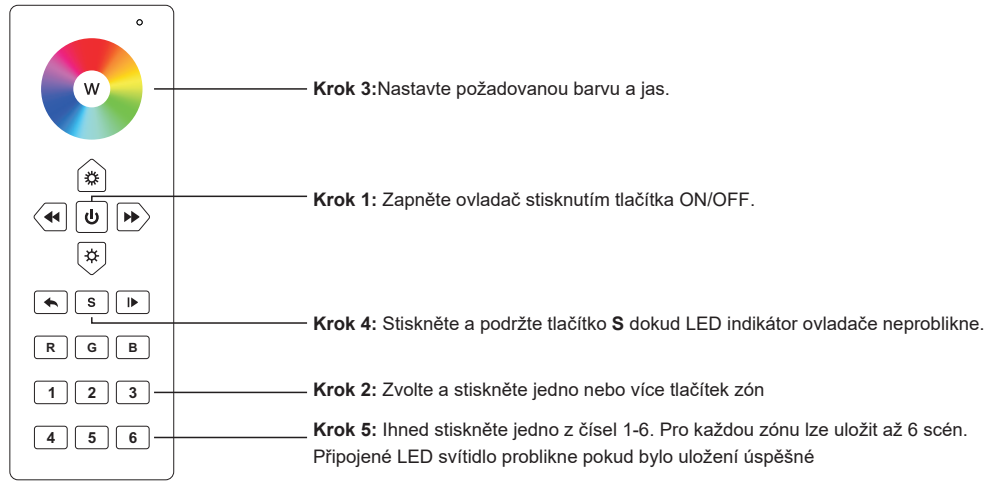 W
Krok 3:Nastavte požadovanou barvu a jas.
Krok 1: Zapněte ovladač stisknutím tlačítka ON/OFF.
S
Krok 4: Stiskněte a podržte tlačítko S dokud LED indikátor ovladače neproblikne.
R G B
1 2 3
Krok 2: Zvolte a stiskněte jedno nebo více tlačítek zón
4 5 6
Krok 5: Ihned stiskněte jedno z čísel 1-6. Pro každou zónu lze uložit až 6 scén.
Připojené LED svítidlo problikne pokud bylo uložení úspěšné